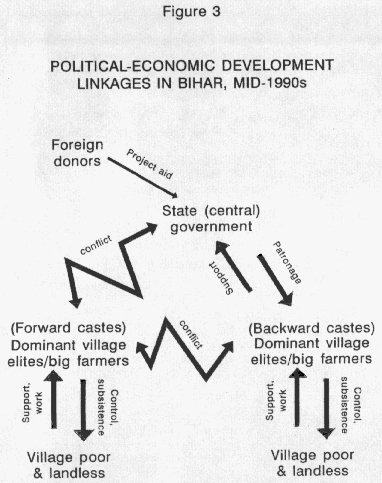 Figure 3
POLITICAL-ECONOMIC DEVELOPMENT
LINKAGES IN BIHAR, MID-1990s
Foreign
donors
Project aid
State (central)
government
conflict
Support
Patronage
(Forward castes)
Dominant village
elites/big farmers
conflict
(Backward castes)
Dominant village
elites/big farmers
Support,
work
Control,
subsistence
Support,
work
Control,
subsistence
Village poor
& landless
Village poor
& landless